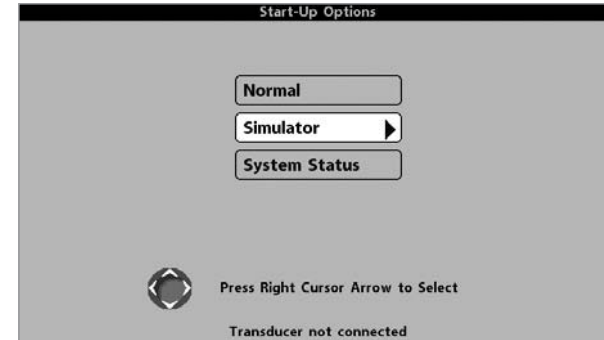 Start-Up Options
Normal
Simulator
System Status
Press Right Cursor Arrow to Select
Transducer not connected